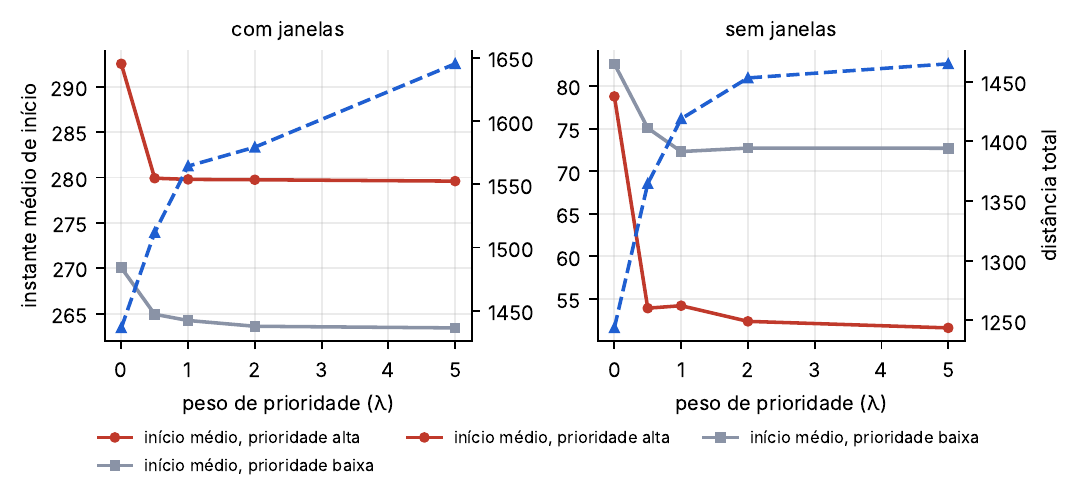 com janelas
sem janelas
instante médio de início
290
285
280
275
270
265
1650
1600
1550
1500
1450
0 1 2 3 4 5
peso de prioridade (λ)
80
75
70
65
60
55
1450
1400
1350
1300
1250
distância total
0 1 2 3 4 5
peso de prioridade (λ)
início médio, prioridade alta
início médio, prioridade alta
início médio, prioridade baixa
início médio, prioridade baixa